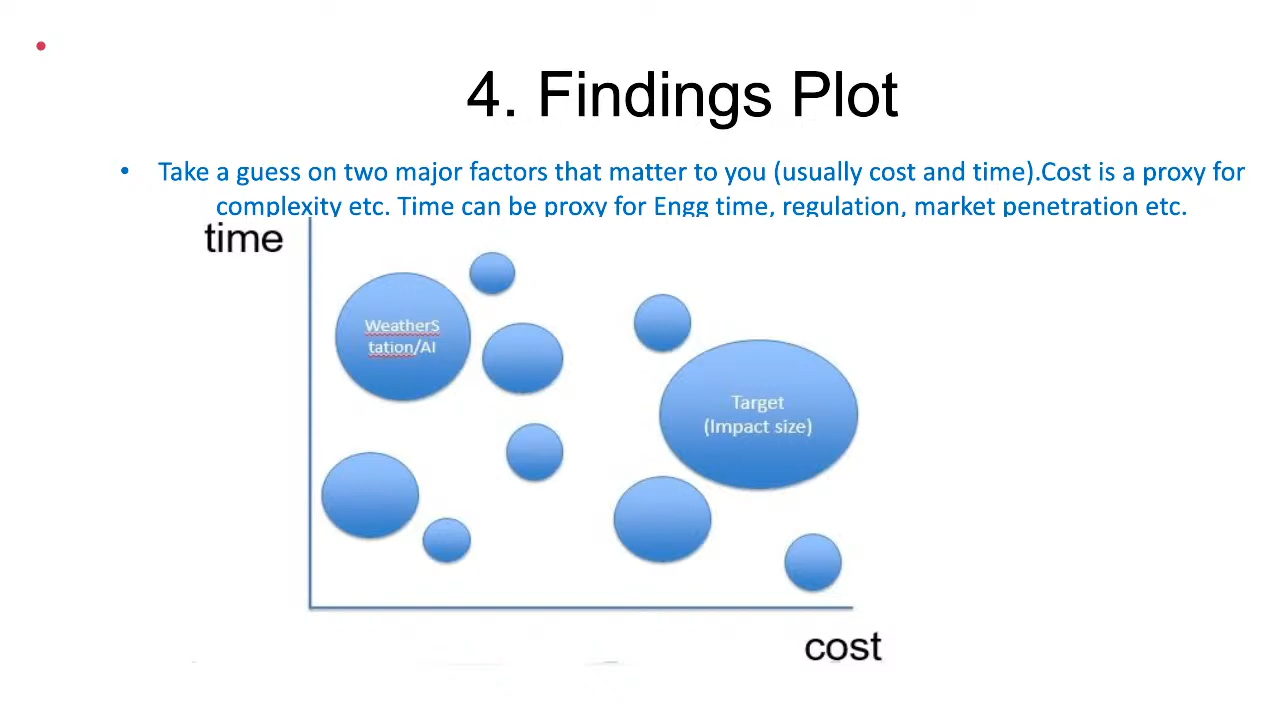 4. Findings Plot
• Take a guess on two major factors that matter to you (usually cost and time).Cost is a proxy for
complexity etc. Time can be proxy for Engg time, regulation, market penetration etc.
time
WeatherS
tation/AI
Target
(Impact size)
cost